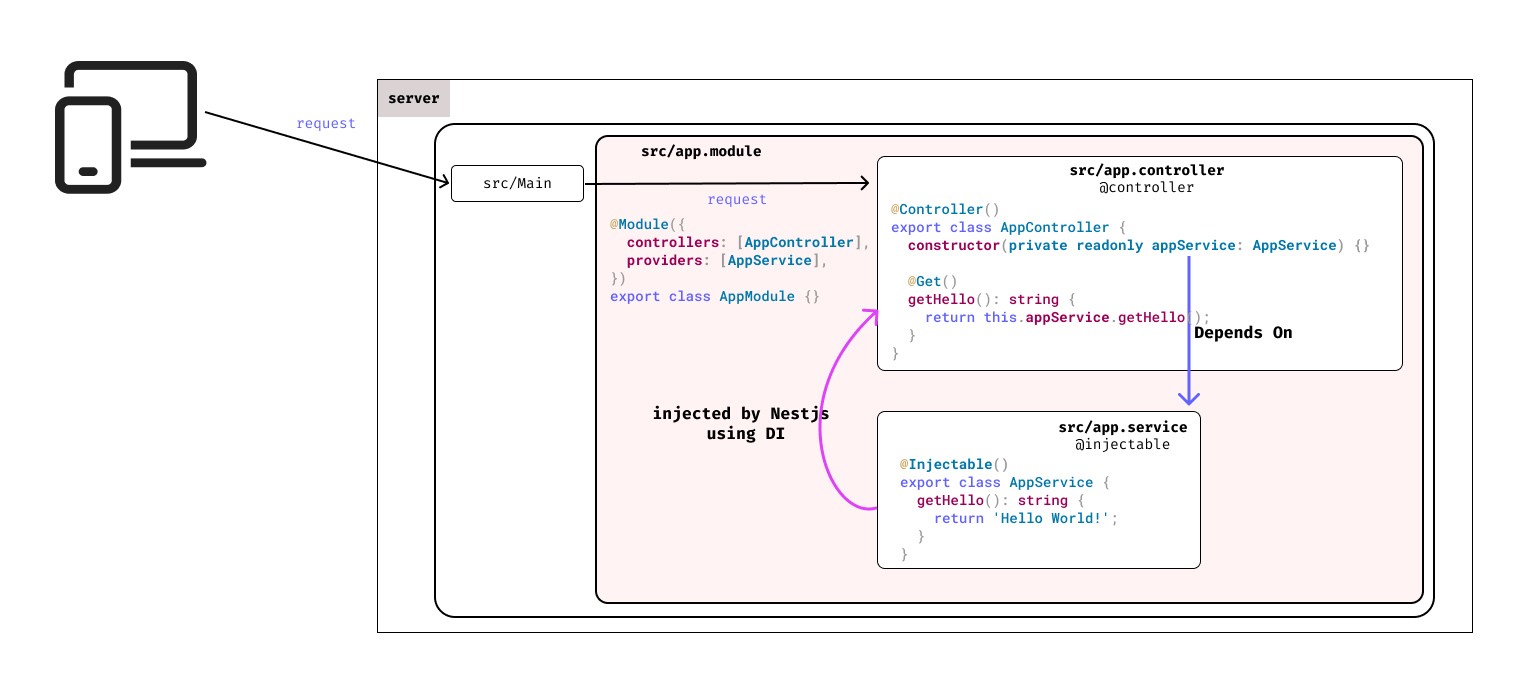 server
request
src/Main
src/app.module
request
@Module({
  controllers: [AppController],
  providers: [AppService],
})
export class AppModule {}
src/app.controller
@controller
@Controller()
export class AppController {
  constructor(private readonly appService: AppService) {}
  @Get()
  getHello(): string {
    return this.appService.getHello();
  }
}
Depends On
injected by Nestjs
using DI
src/app.service
@injectable
@Injectable()
export class AppService {
  getHello(): string {
    return 'Hello World!';
  }
}